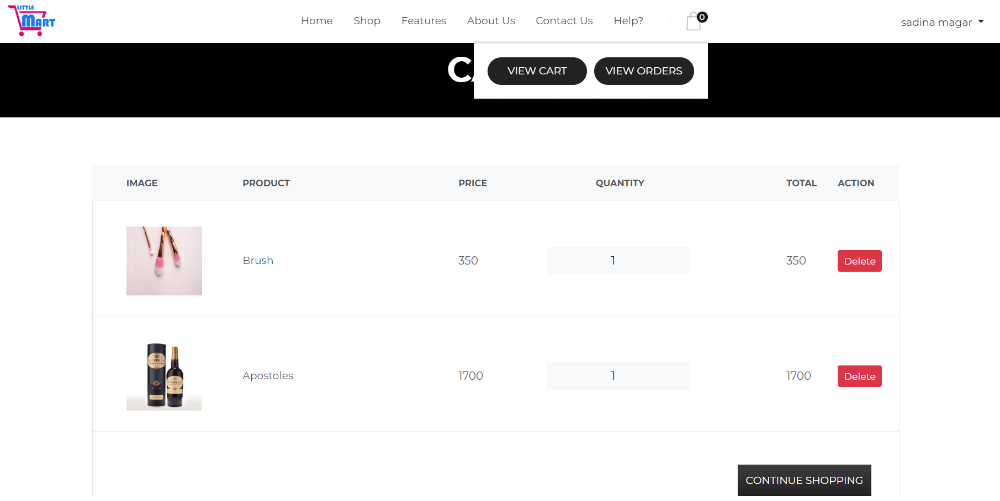 LITTLE
MART
Home Shop Features About Us Contact Us Help? 0 sadina magar
VIEW CART VIEW ORDERS
IMAGE PRODUCT PRICE QUANTITY TOTAL ACTION
Brush 350 1 350 Delete
Apostoles 1700 1 1700 Delete
CONTINUE SHOPPING